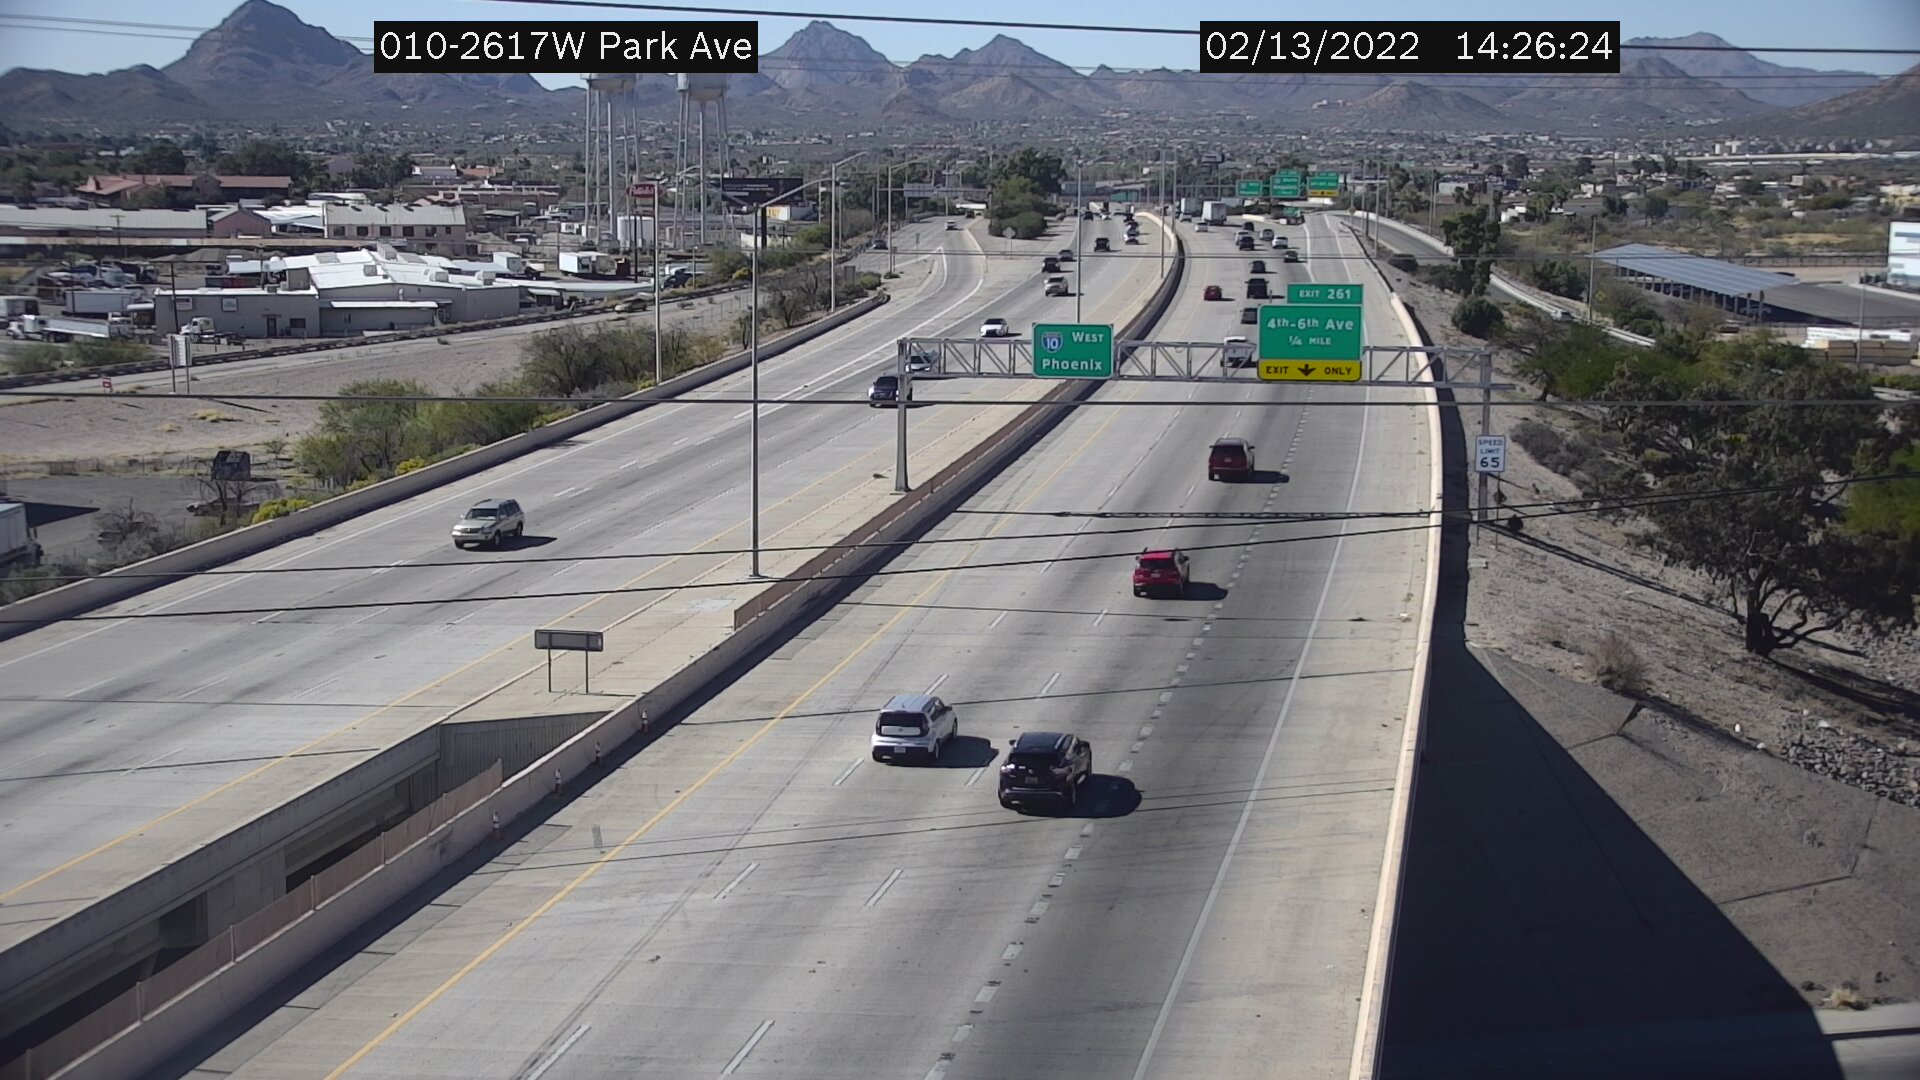 010-2617W Park Ave
02/13/2022 14:26:24
EXIT 261
4th-6th Ave
1/4 MILE
EXIT ONLY
10 WEST
Phoenix
SPEED
LIMIT
65